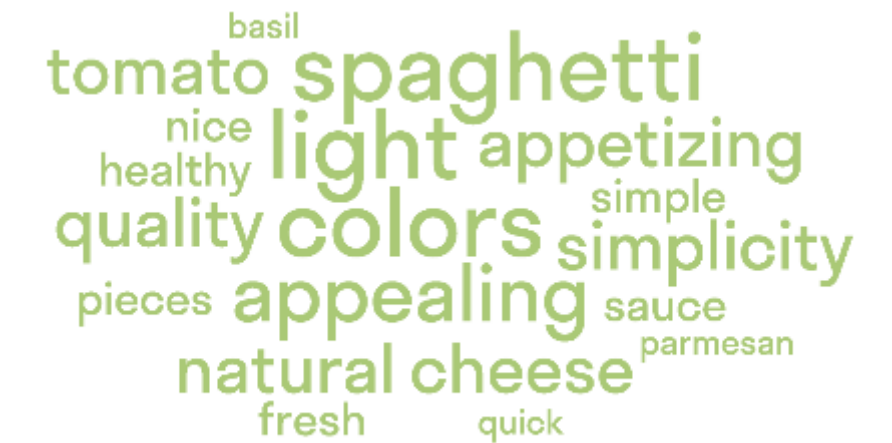 basil
tomato spaghetti
nice light appetizing
healthy simple
quality colors simplicity
pieces appealing sauce
parmesan
natural cheese
fresh quick